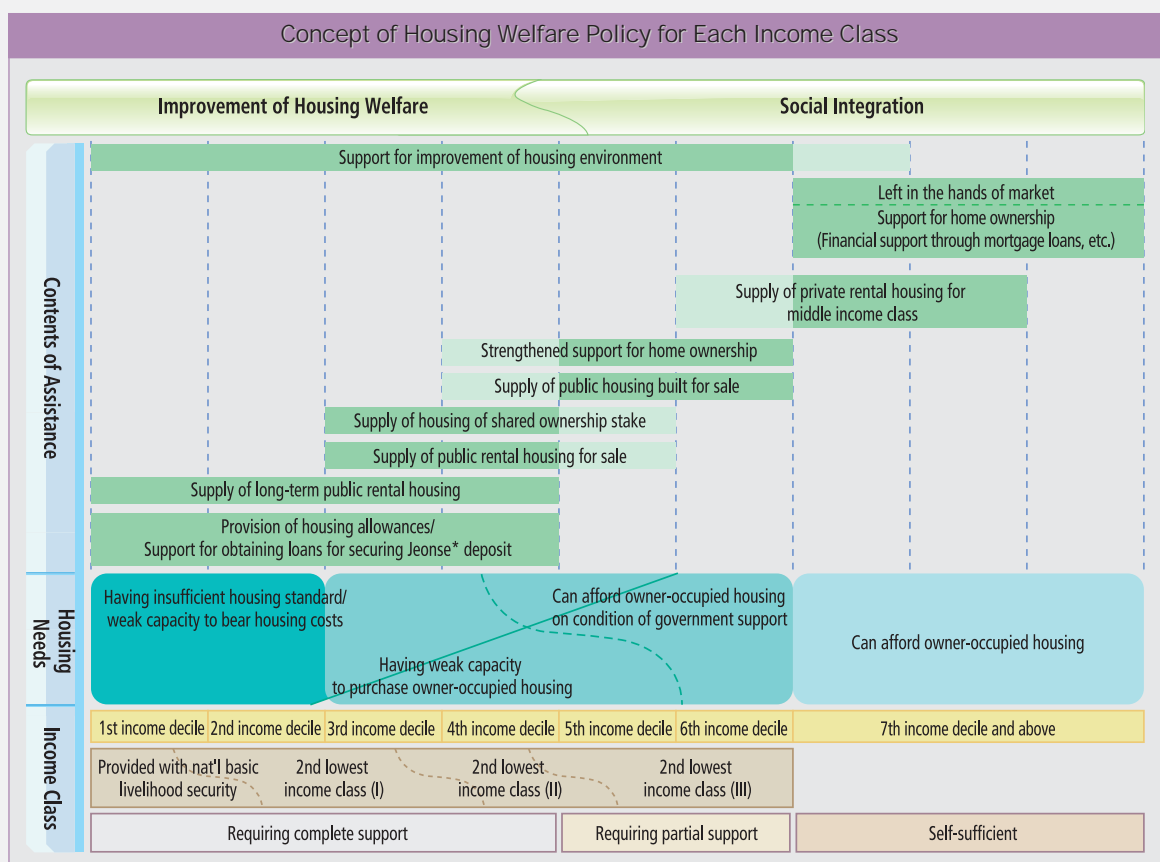 Concept of Housing Welfare Policy for Each Income Class
Improvement of Housing Welfare
Social Integration
Contents of Assistance
Support for improvement of housing environment
Left in the hands of market
Support for home ownership
(Financial support through mortgage loans, etc.)
Supply of private rental housing for
middle income class
Strengthened support for home ownership
Supply of public housing built for sale
Supply of housing of shared ownership stake
Supply of public rental housing for sale
Supply of long-term public rental housing
Provision of housing allowances/
Support for obtaining loans for securing Jeonse* deposit
Housing
Needs
Having insufficient housing standard/
weak capacity to bear housing costs
Having weak capacity
to purchase owner-occupied housing
Can afford owner-occupied housing
on condition of government support
Can afford owner-occupied housing
Income Class
1st income decile
2nd income decile
3rd income decile
4th income decile
5th income decile
6th income decile
7th income decile and above
Provided with nat'l basic
livelihood security
2nd lowest
income class (I)
2nd lowest
income class (II)
2nd lowest
income class (III)
Requiring complete support
Requiring partial support
Self-sufficient